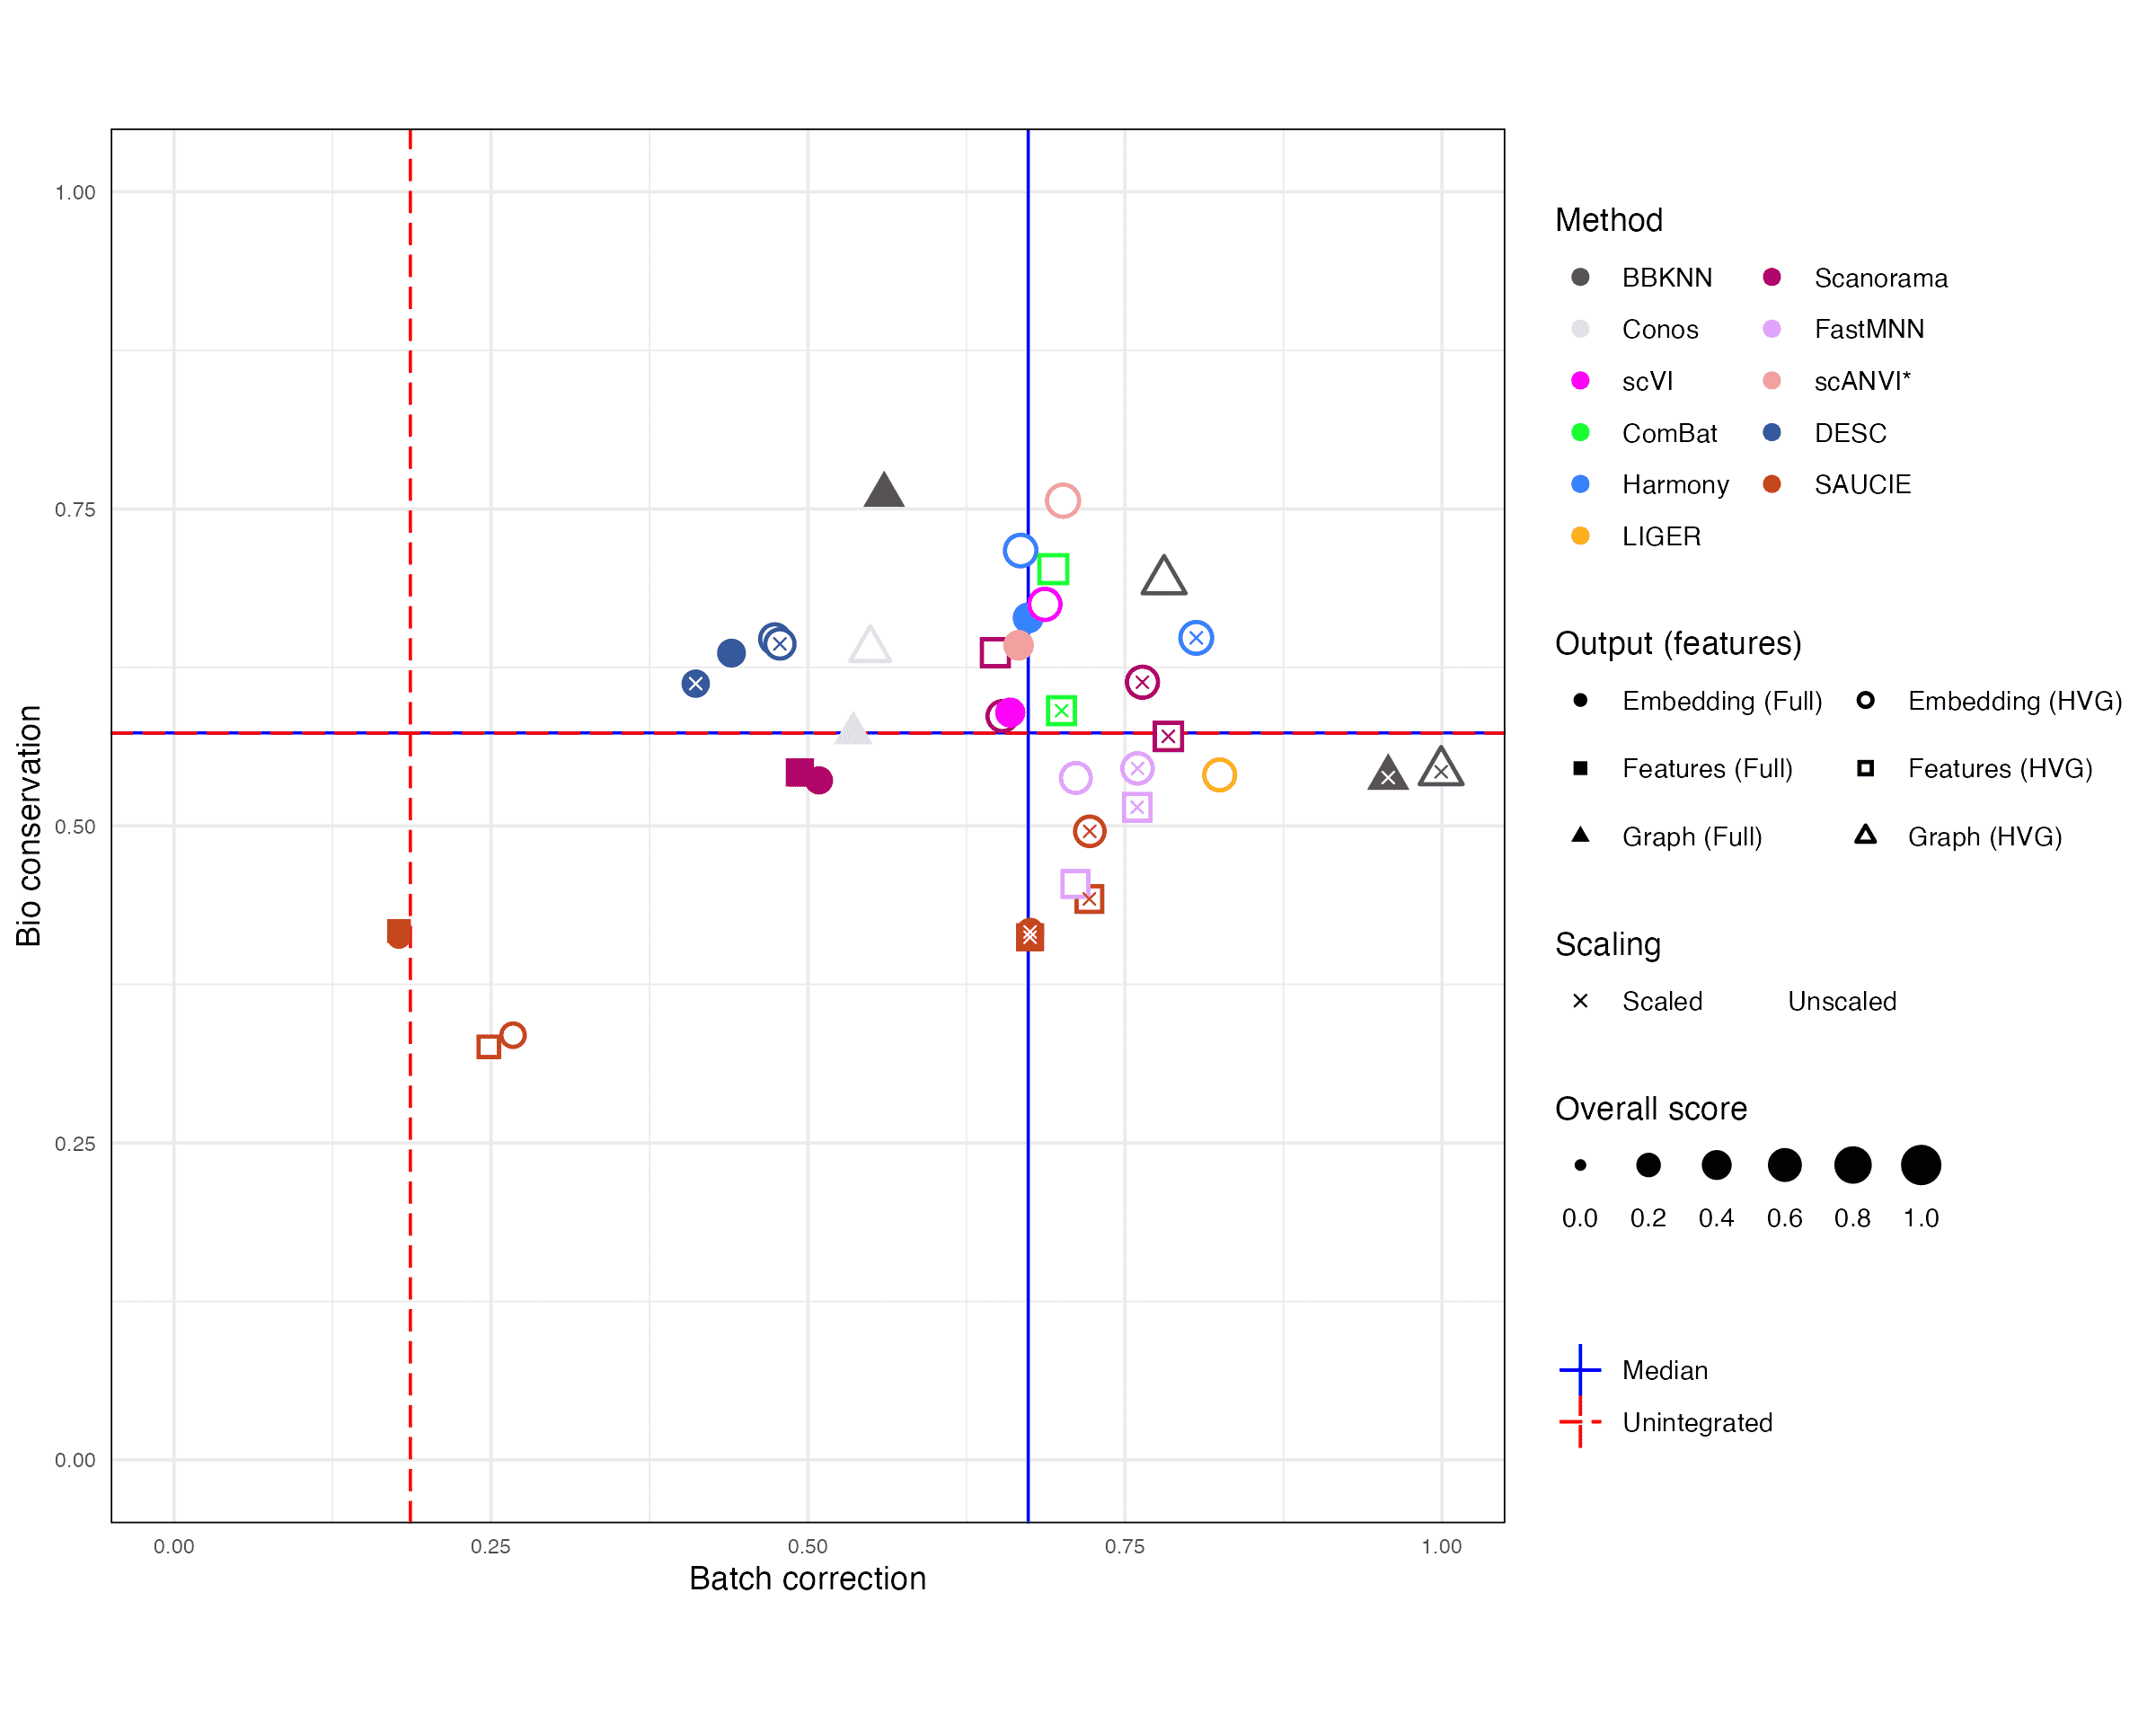 1.00
0.75
0.50
0.25
0.00
Bio conservation
0.00 0.25 0.50 0.75 1.00
Batch correction
Method
BBKNN Scanorama
Conos FastMNN
scVI scANVI*
ComBat DESC
Harmony SAUCIE
LIGER
Output (features)
Embedding (Full) Embedding (HVG)
Features (Full) Features (HVG)
Graph (Full) Graph (HVG)
Scaling
Scaled Unscaled
Overall score
0.0 0.2 0.4 0.6 0.8 1.0
Median
Unintegrated